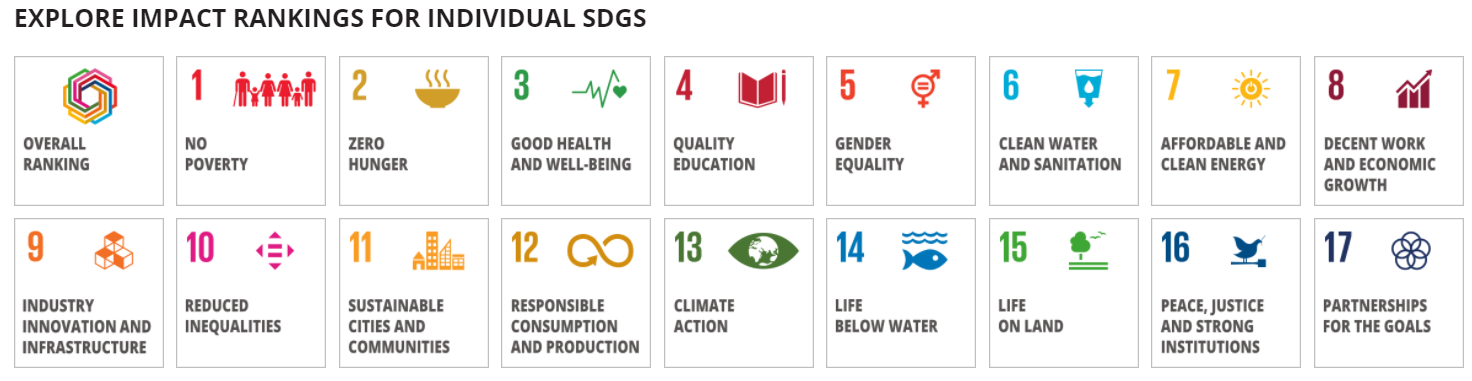 EXPLORE IMPACT RANKINGS FOR INDIVIDUAL SDGS
OVERALL
RANKING
1
NO
POVERTY
2
ZERO
HUNGER
3
GOOD HEALTH
AND WELL-BEING
4
QUALITY
EDUCATION
5
GENDER
EQUALITY
6
CLEAN WATER
AND SANITATION
7
AFFORDABLE AND
CLEAN ENERGY
8
DECENT WORK
AND ECONOMIC
GROWTH
9
INDUSTRY
INNOVATION AND
INFRASTRUCTURE
10
REDUCED
INEQUALITIES
11
SUSTAINABLE
CITIES AND
COMMUNITIES
12
RESPONSIBLE
CONSUMPTION
AND PRODUCTION
13
CLIMATE
ACTION
14
LIFE
BELOW WATER
15
LIFE
ON LAND
16
PEACE, JUSTICE
AND STRONG
INSTITUTIONS
17
PARTNERSHIPS
FOR THE GOALS